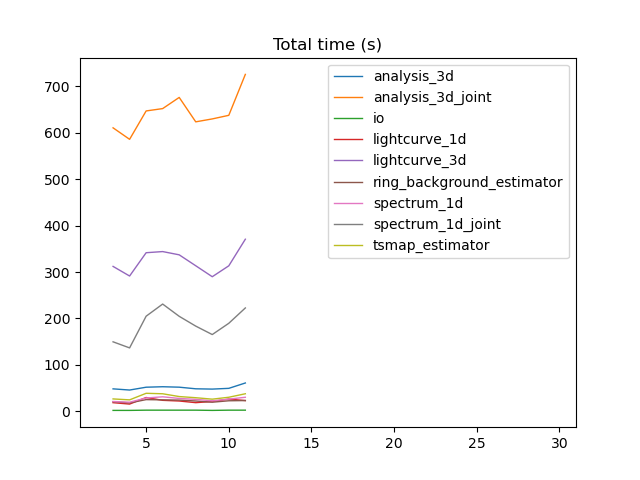 Total time (s)
700
600
500
400
300
200
100
0
5
10
15
20
25
30
analysis_3d
analysis_3d_joint
io
lightcurve_1d
lightcurve_3d
ring_background_estimator
spectrum_1d
spectrum_1d_joint
tsmap_estimator